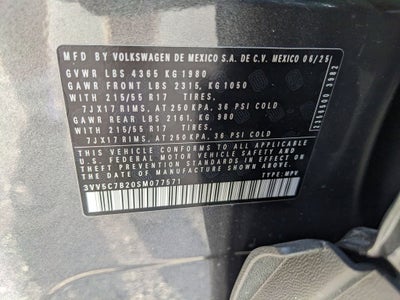 MFD BY VOLKSWAGEN DE MEXICO S.A. DE C.V. MEXICO 06/25
GVWR LBS 4365 KG 1980
GAWR FRONT LBS 2315, KG 1050
WITH 215/55 R17 TIRES,
7JX17 RIMS, AT 250 KPA, 36 PSI COLD
GAWR REAR LBS 2161, KG 980
WITH 215/55 R17 TIRES,
7JX17 RIMS, AT 250KPA, 36 PSI COLD
THIS VEHICLE CONFORMS TO ALL APPLICABLE
U.S. FEDERAL MOTOR VEHICLE SAFETY AND
THEFT PREVENTION STANDARDS IN EFFECT ON
THE DATE OF MANUFACTURE SHOWN ABOVE.
3VV5C7B20SM077571 TYPE: MPV